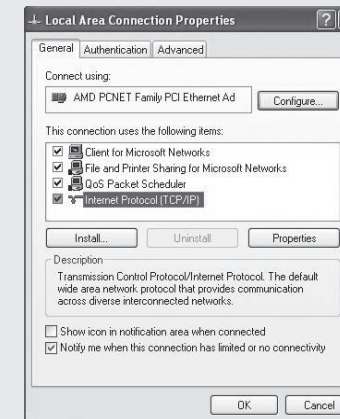 Local Area Connection Properties
?
General Authentication Advanced
Connect using:
AMD PCNET Family PCI Ethernet Ad
Configure...
This connection uses the following items:
Client for Microsoft Networks
File and Printer Sharing for Microsoft Networks
QoS Packet Scheduler
Internet Protocol (TCP/IP)
Install... Uninstall Properties
Description
Transmission Control Protocol/Internet Protocol. The default
wide area network protocol that provides communication
across diverse interconnected networks.
Show icon in notification area when connected
Notify me when this connection has limited or no connectivity
OK Cancel